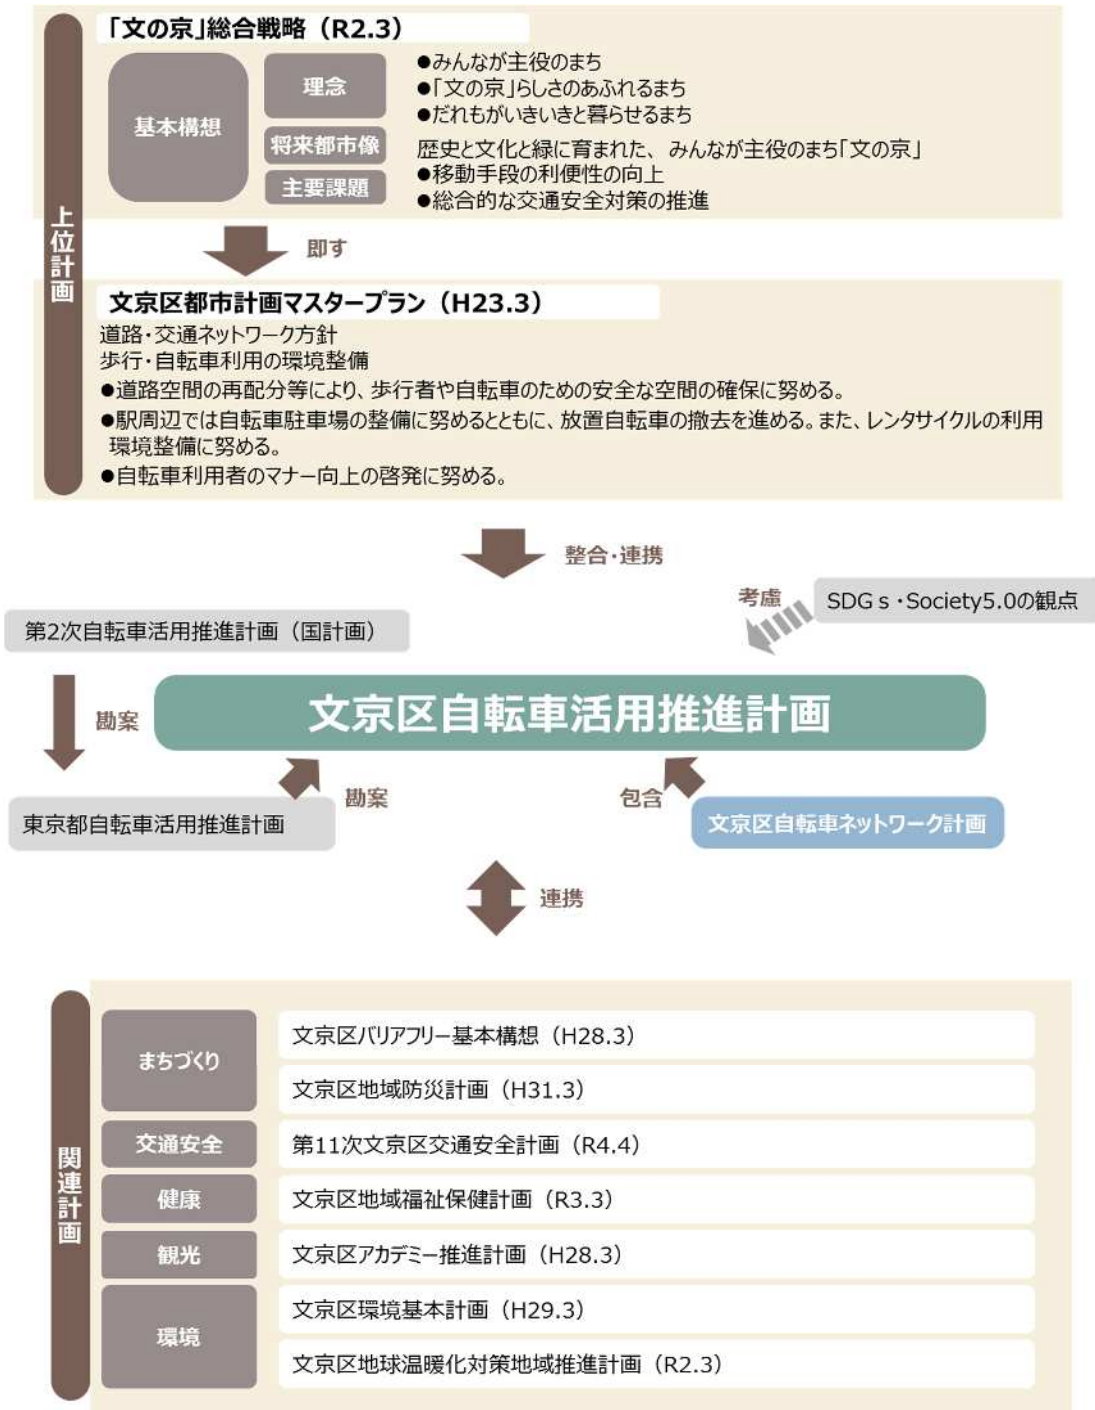 「文の京」総合戦略（R2.3）
上位計画
基本構想
理念
●みんなが主役のまち
●「文の京」らしさのあふれるまち
●だれもがいきいきと暮らせるまち
将来都市像
歴史と文化と緑に育まれた、みんなが主役のまち「文の京」
主要課題
●移動手段の利便性の向上
●総合的な交通安全対策の推進
即す
文京区都市計画マスタープラン（H23.3）
道路・交通ネットワーク方針
歩行・自転車利用の環境整備
●道路空間の再配分等により、歩行者や自転車のための安全な空間の確保に努める。
●駅周辺では自転車駐車場の整備に努めるとともに、放置自転車の撤去を進める。また、レンタサイクルの利用
環境整備に努める。
●自転車利用者のマナー向上の啓発に努める。
整合・連携
考慮
SDGｓ・Society5.0の観点
第2次自転車活用推進計画（国計画）
勘案
文京区自転車活用推進計画
勘案
包含
東京都自転車活用推進計画
文京区自転車ネットワーク計画
連携
関連計画
まちづくり
文京区バリアフリー基本構想（H28.3）
文京区地域防災計画（H31.3）
交通安全
第11次文京区交通安全計画（R4.4）
健康
文京区地域福祉保健計画（R3.3）
観光
文京区アカデミー推進計画（H28.3）
環境
文京区環境基本計画（H29.3）
文京区地球温暖化対策地域推進計画（R2.3）